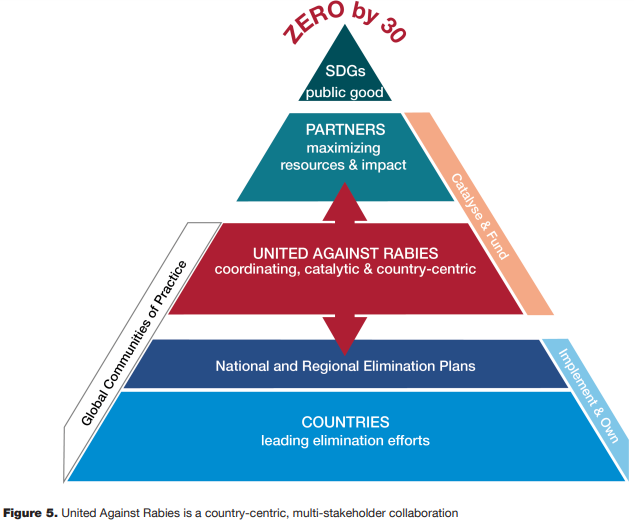 ZERO by 30
SDGs
public good
PARTNERS
maximizing
resources & impact
Catalyse & Fund
UNITED AGAINST RABIES
coordinating, catalytic & country-centric
Global Communities of Practice
National and Regional Elimination Plans
Implement & Own
COUNTRIES
leading elimination efforts
Figure 5. United Against Rabies is a country-centric, multi-stakeholder collaboration